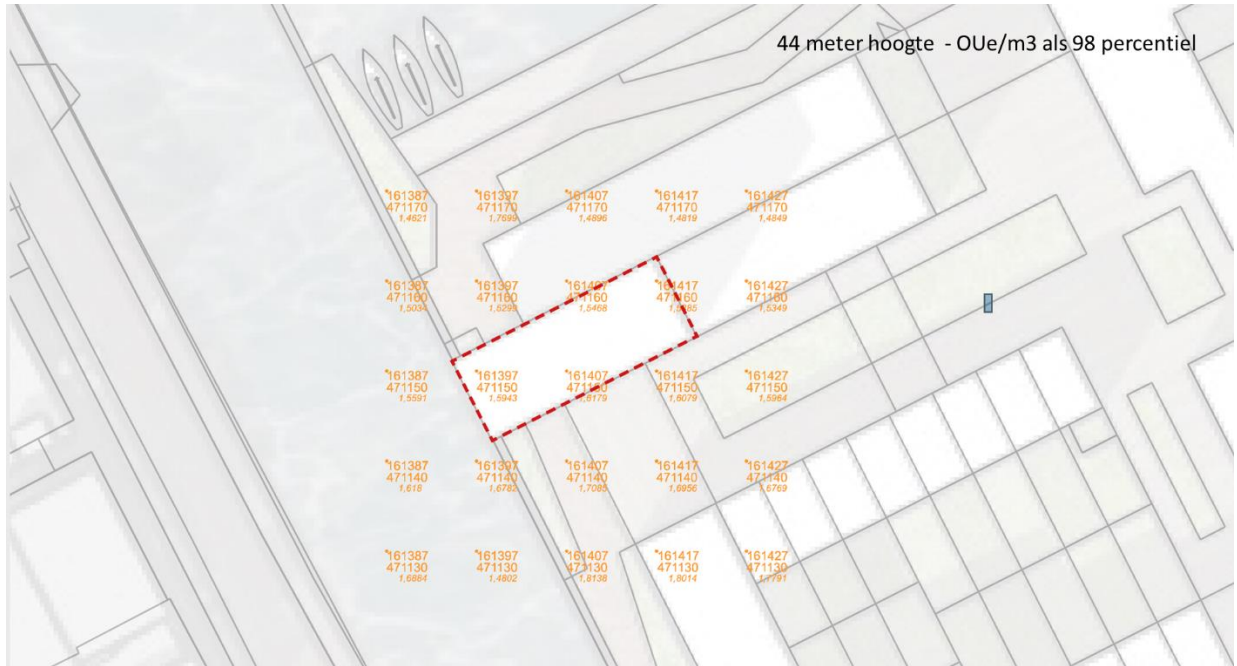 44 meter hoogte - OUe/m3 als 98 percentiel
161387 161397 161407 161417 161427
471170 471170 471170 471170 471170
1,4621 1,7699 1,4896 1,4819 1,4849
161387 161397 161417 161427
471160 471160 471160 471160 471160
1,5034 1,5299 1,5468 1,5349
161387 161397 161407 161417 161427
471150 471150 471150 471150 471150
1,5591 1,5943 1,6179 1,6079 1,5964
161387 161397 161407 161417 161427
471140 471140 471140 471140 471140
1,618 1,6782 1,7085 1,6956 1,6769
161387 161397 161407 161417 161427
471130 471130 471130 471130 471130
1,6884 1,4802 1,8138 1,8014 1,7791